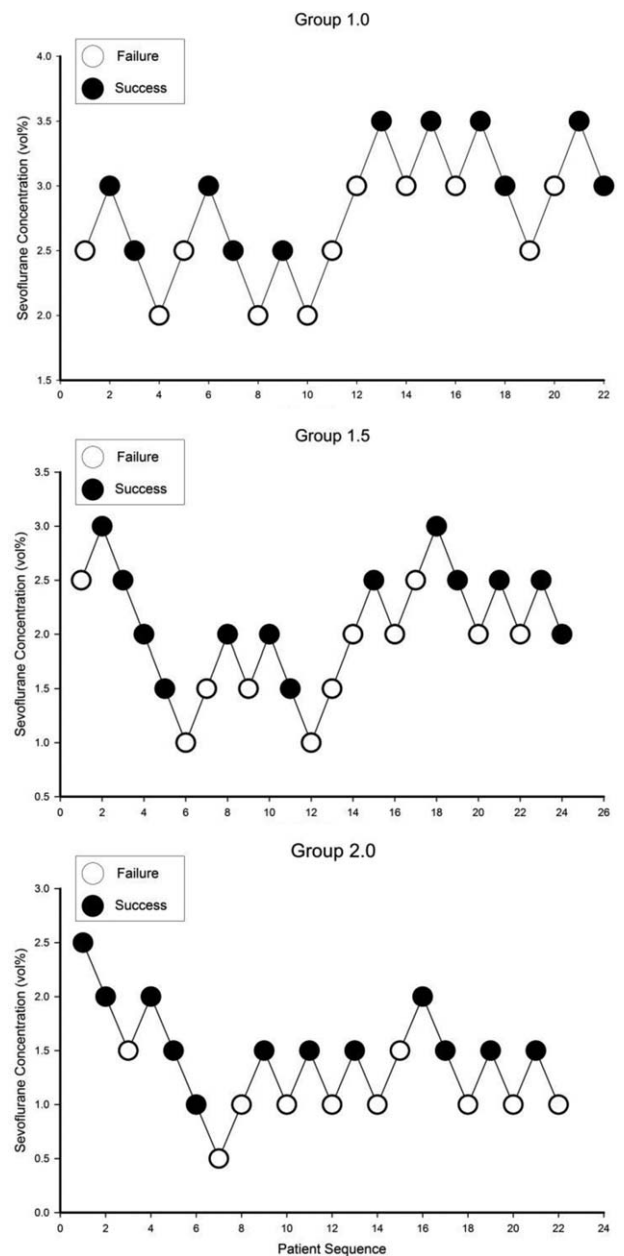 Group 1.0
Failure
Success
4.0
3.5
3.0
2.5
2.0
1.5
Sevoflurane Concentration (vol%)
0 2 4 6 8 10 12 14 16 18 20 22
Group 1.5
Failure
Success
3.5
3.0
2.5
2.0
1.5
1.0
0.5
Sevoflurane Concentration (vol%)
0 2 4 6 8 10 12 14 16 18 20 22 24 26
Group 2.0
Failure
Success
3.0
2.5
2.0
1.5
1.0
0.5
0.0
Sevoflurane Concentration (vol%)
0 2 4 6 8 10 12 14 16 18 20 22 24
Patient Sequence